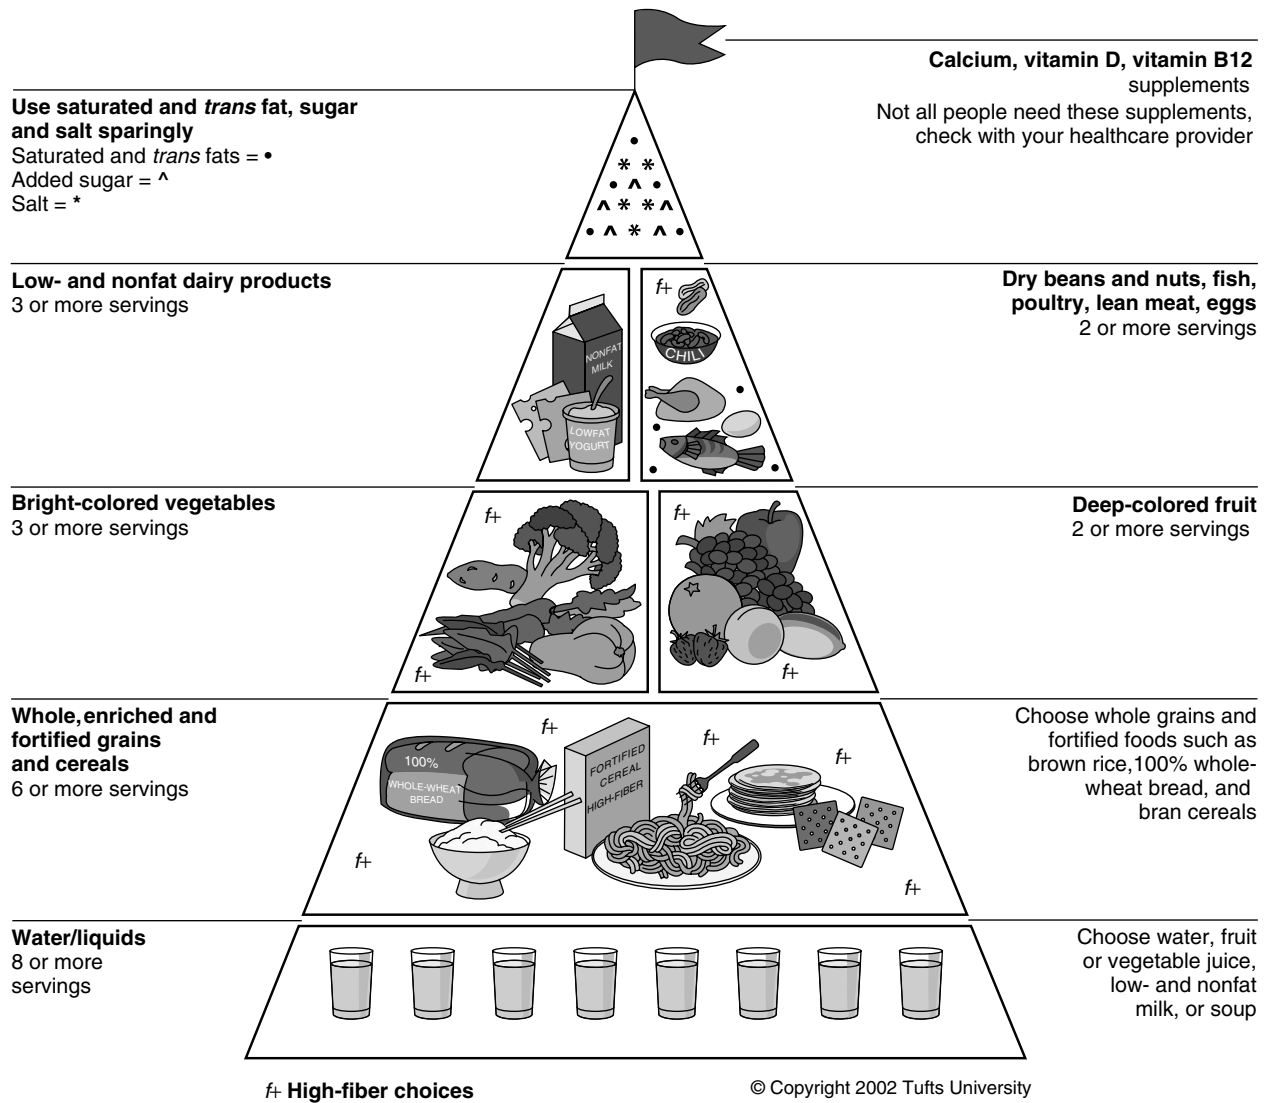 Calcium, vitamin D, vitamin B12
supplements
Not all people need these supplements,
check with your healthcare provider
Use saturated and trans fat, sugar
and salt sparingly
Saturated and trans fats = •
Added sugar = ^
Salt = *
•
* *
• ^ •
^ * * ^
• ^ * ^ •
Low- and nonfat dairy products
3 or more servings
NONFAT
MILK
LOWFAT
YOGURT
f+
CHILI
Dry beans and nuts, fish,
poultry, lean meat, eggs
2 or more servings
Bright-colored vegetables
3 or more servings
f+
f+
f+
f+
Deep-colored fruit
2 or more servings
Whole, enriched and
fortified grains
and cereals
6 or more servings
f+
f+
f+
100%
WHOLE-WHEAT
BREAD
FORTIFIED
CEREAL
HIGH-FIBER
f+
f+
Choose whole grains and
fortified foods such as
brown rice,100% whole-
wheat bread, and
bran cereals
Water/liquids
8 or more
servings
Choose water, fruit
or vegetable juice,
low- and nonfat
milk, or soup
f+ High-fiber choices
© Copyright 2002 Tufts University